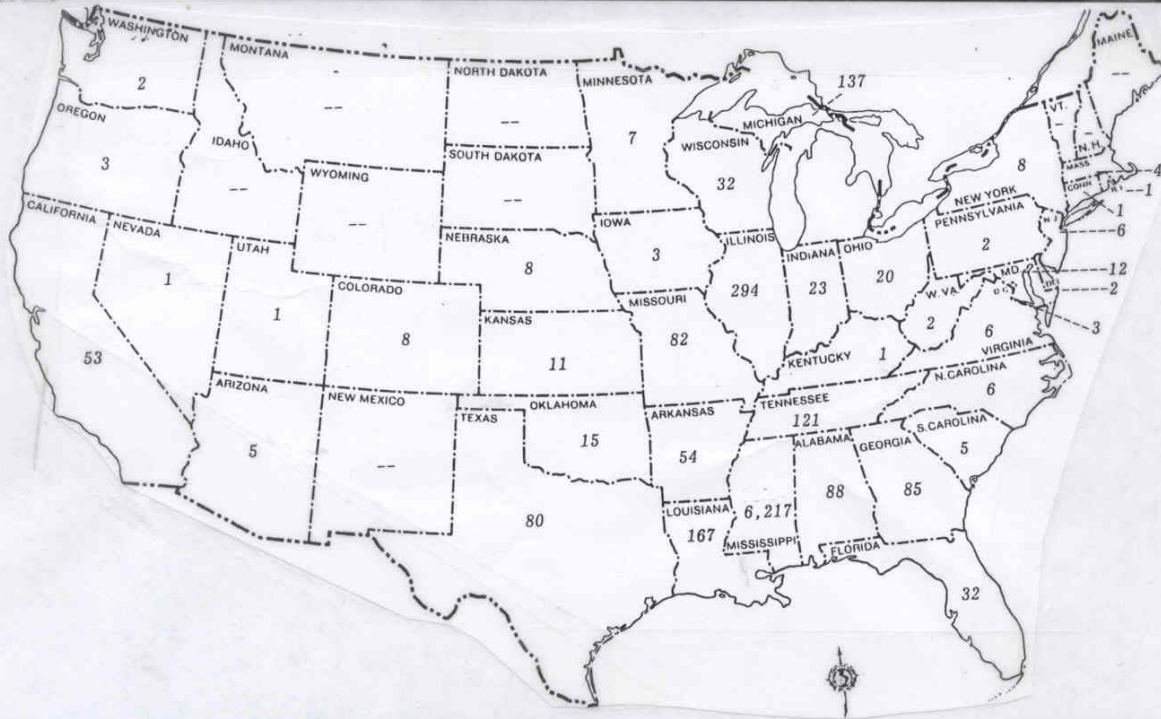 WASHINGTON
2
MONTANA
--
NORTH DAKOTA
--
MINNESOTA
7
137
MICHIGAN
MAINE
--
OREGON
3
IDAHO
--
SOUTH DAKOTA
--
WISCONSIN
32
VT.
--
N.H.
--
MASS
4
CONN
1
R I
1
NEW YORK
8
WYOMING
--
CALIFORNIA
53
NEVADA
1
UTAH
1
NEBRASKA
8
IOWA
3
ILLINOIS
294
INDIANA
23
OHIO
20
PENNSYLVANIA
2
N J
6
MD.
12
DEL
2
D C
3
COLORADO
8
KANSAS
11
MISSOURI
82
W. VA
2
6
VIRGINIA
KENTUCKY
1
ARIZONA
5
NEW MEXICO
--
TEXAS
80
OKLAHOMA
15
ARKANSAS
54
TENNESSEE
121
N. CAROLINA
6
S. CAROLINA
5
ALABAMA
88
GEORGIA
85
LOUISIANA
167
6,217
MISSISSIPPI
FLORIDA
32